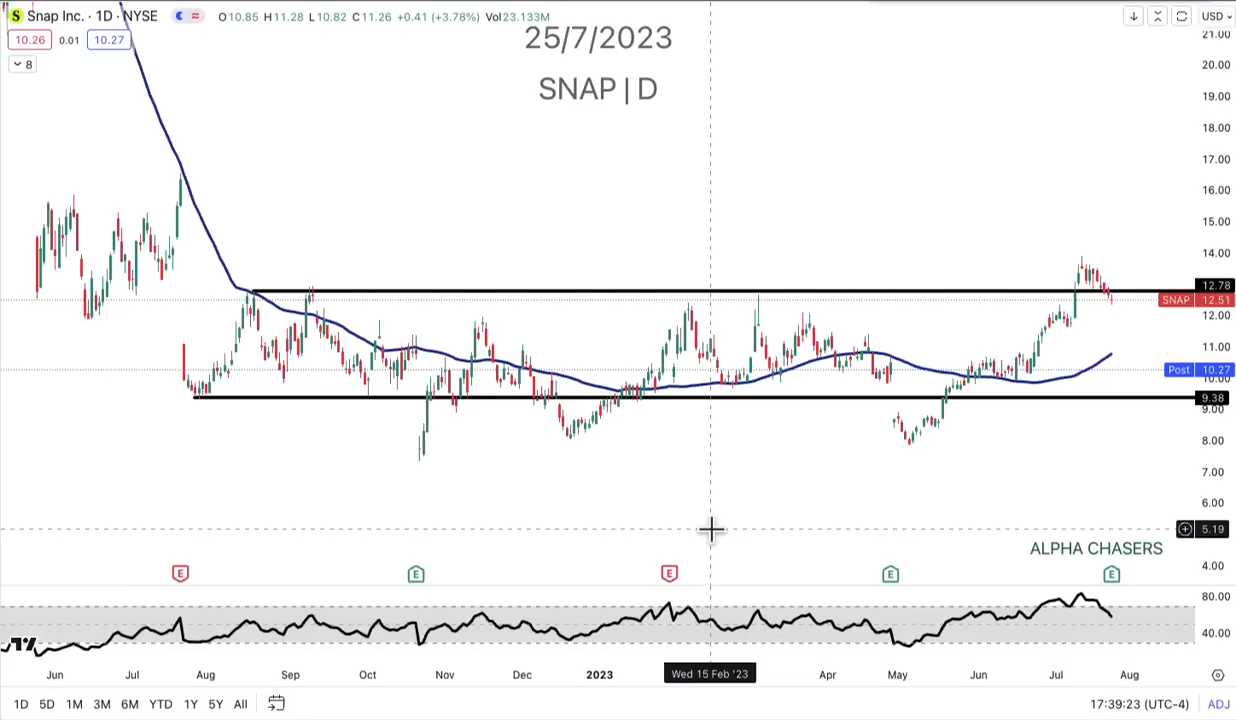 S Snap Inc. · 1D · NYSE O10.85 H11.28 L10.82 C11.26 +0.41 (+3.78%) Vol23.133M
USD
10.26 0.01 10.27
8
25/7/2023
SNAP | D
21.00
20.00
19.00
18.00
17.00
16.00
15.00
14.00
12.78
SNAP 12.51
12.00
11.00
Post 10.27
10.00
9.38
9.00
8.00
7.00
6.00
5.19
ALPHA CHASERS
4.00
E E E E E
80.00
40.00
Jun Jul Aug Sep Oct Nov Dec 2023 Wed 15 Feb '23 Apr May Jun Jul Aug
1D 5D 1M 3M 6M YTD 1Y 5Y All 17:39:23 (UTC-4) ADJ